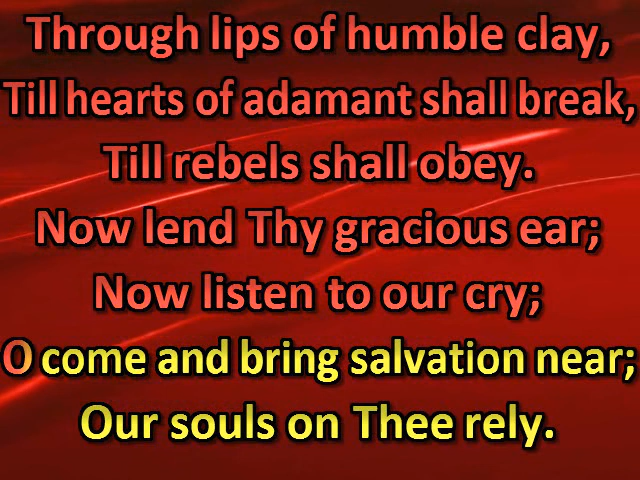 Through lips of humble clay,
Till hearts of adamant shall break,
Till rebels shall obey.
Now lend Thy gracious ear;
Now listen to our cry;
O come and bring salvation near;
Our souls on Thee rely.